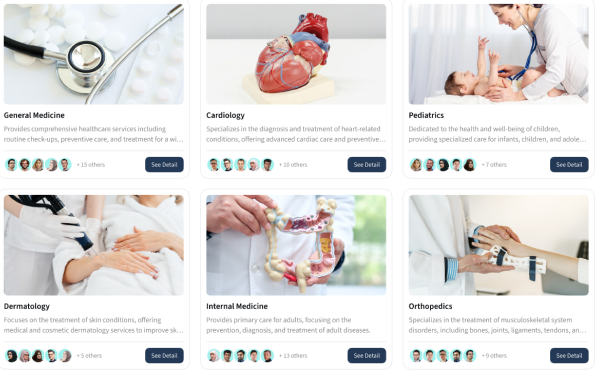 General Medicine
Provides comprehensive healthcare services including
routine check-ups, preventive care, and treatment for a wi...
+ 15 others
See Detail
Cardiology
Specializes in the diagnosis and treatment of heart-related
conditions, offering advanced cardiac care and preventive...
+ 10 others
See Detail
Pediatrics
Dedicated to the health and well-being of children,
providing specialized care for infants, children, and adole...
+ 7 others
See Detail
Dermatology
Focuses on the treatment of skin conditions, offering
medical and cosmetic dermatology services to improve sk...
+ 5 others
See Detail
Internal Medicine
Provides primary care for adults, focusing on the
prevention, diagnosis, and treatment of adult diseases.
+ 13 others
See Detail
Orthopedics
Specializes in the treatment of musculoskeletal system
disorders, including bones, joints, ligaments, tendons, an...
+ 9 others
See Detail